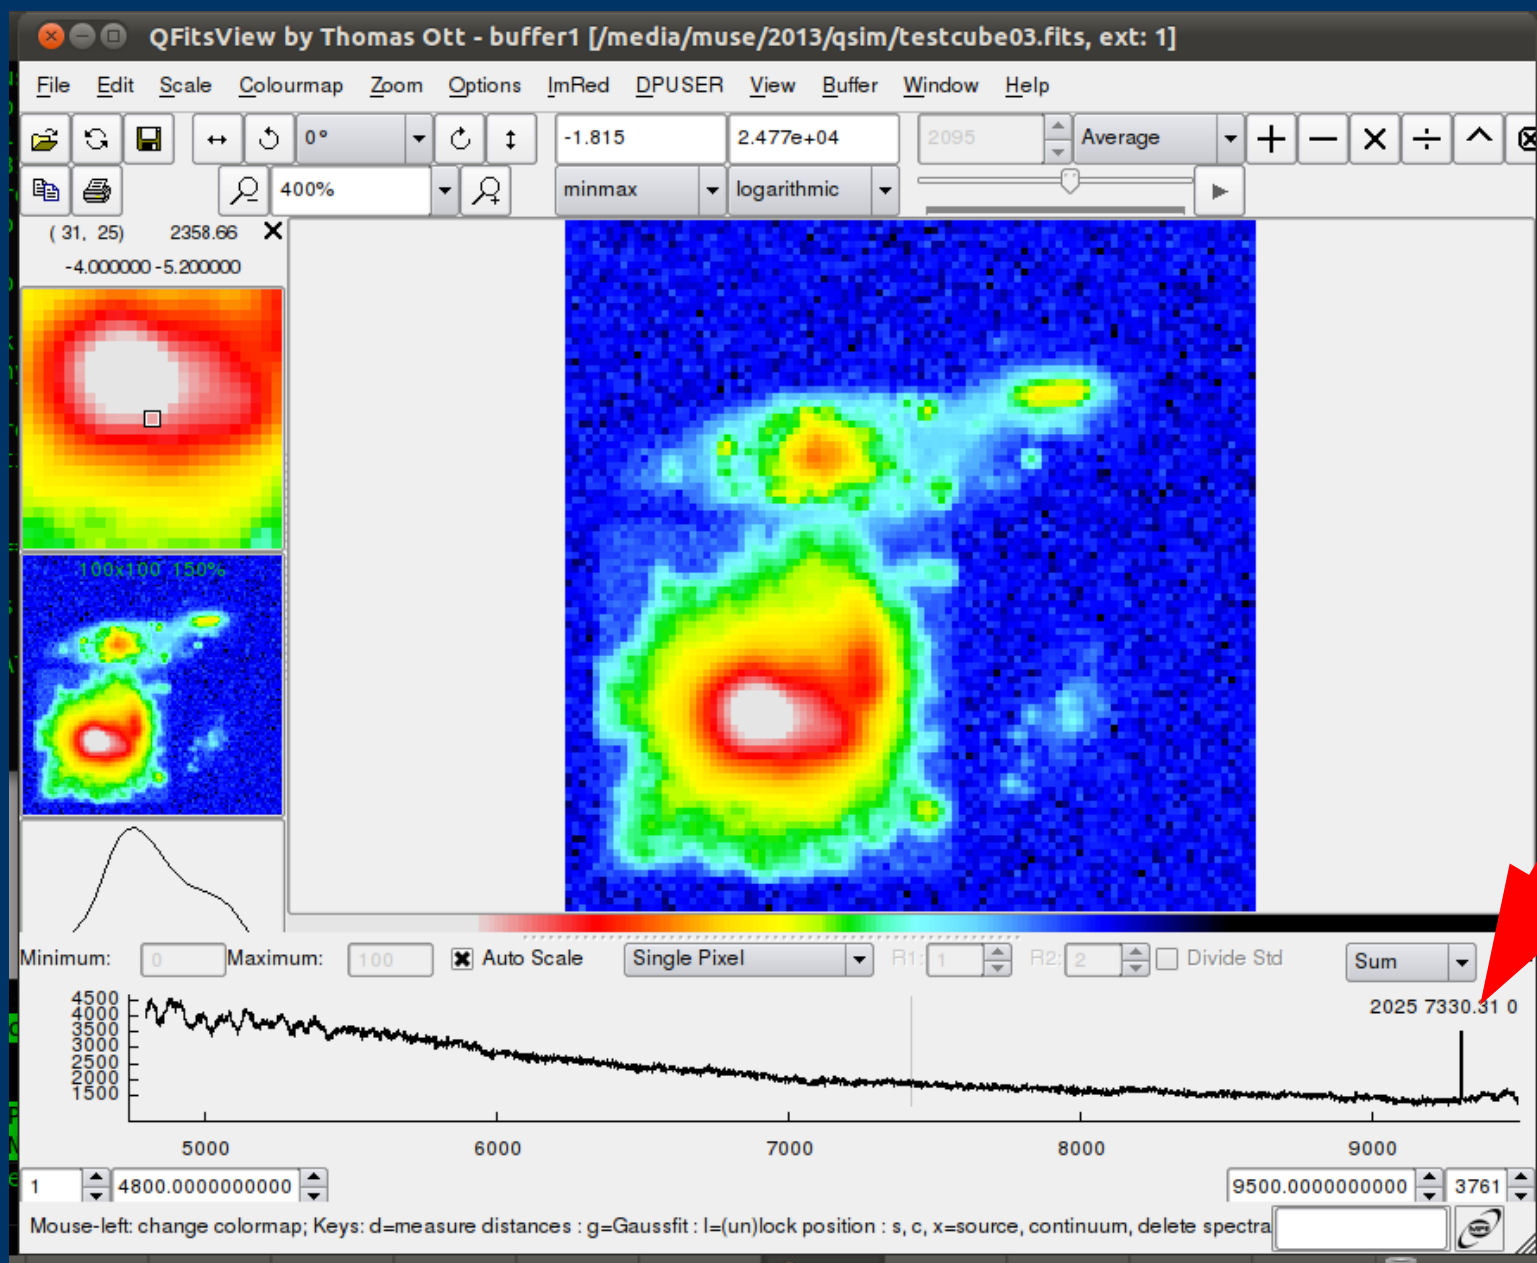 QFitsView by Thomas Ott - buffer1 [/media/muse/2013/qsim/testcube03.fits, ext: 1]
File Edit Scale Colourmap Zoom Options ImRed DPUSER View Buffer Window Help
0° -1.815 2.477e+04 2095 Average
400% minmax logarithmic
( 31, 25) 2358.66
-4.000000 -5.200000
100x100 150%
Minimum: 0 Maximum: 100 Auto Scale Single Pixel R1: 1 R2: 2 Divide Std Sum
2025 7330.31 0
4500
4000
3500
3000
2500
2000
1500
5000 6000 7000 8000 9000
1 4800.0000000000 9500.0000000000 3761
Mouse-left: change colormap; Keys: d=measure distances : g=Gaussfit : l=(un)lock position : s, c, x=source, continuum, delete spectra